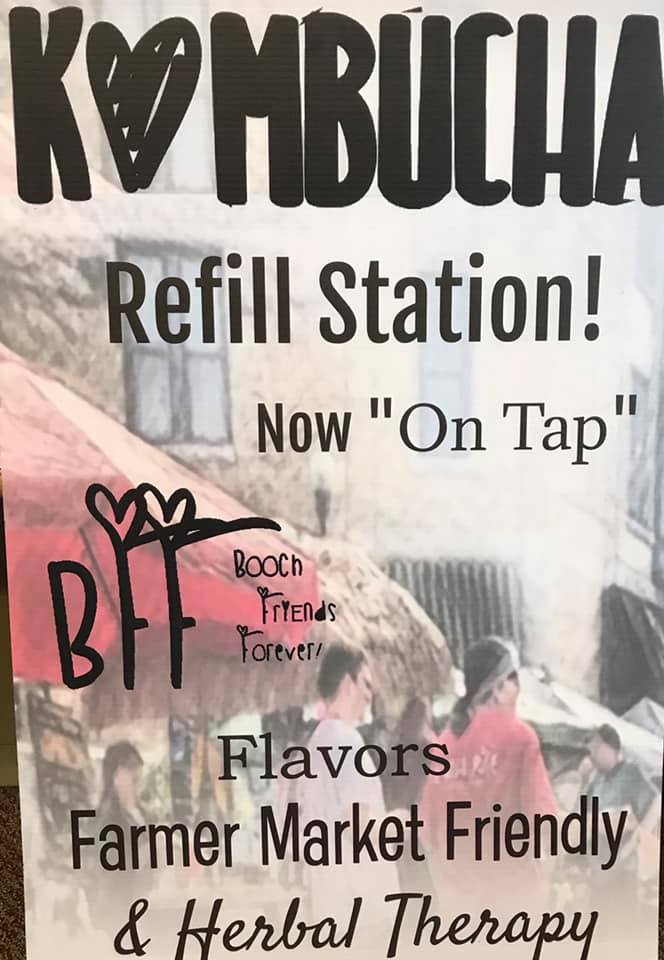 KOMBUCHA
Refill Station!
Now "On Tap"
BFF
Booch
Friends
Forever!
Flavors
Farmer Market Friendly
& Herbal Therapy